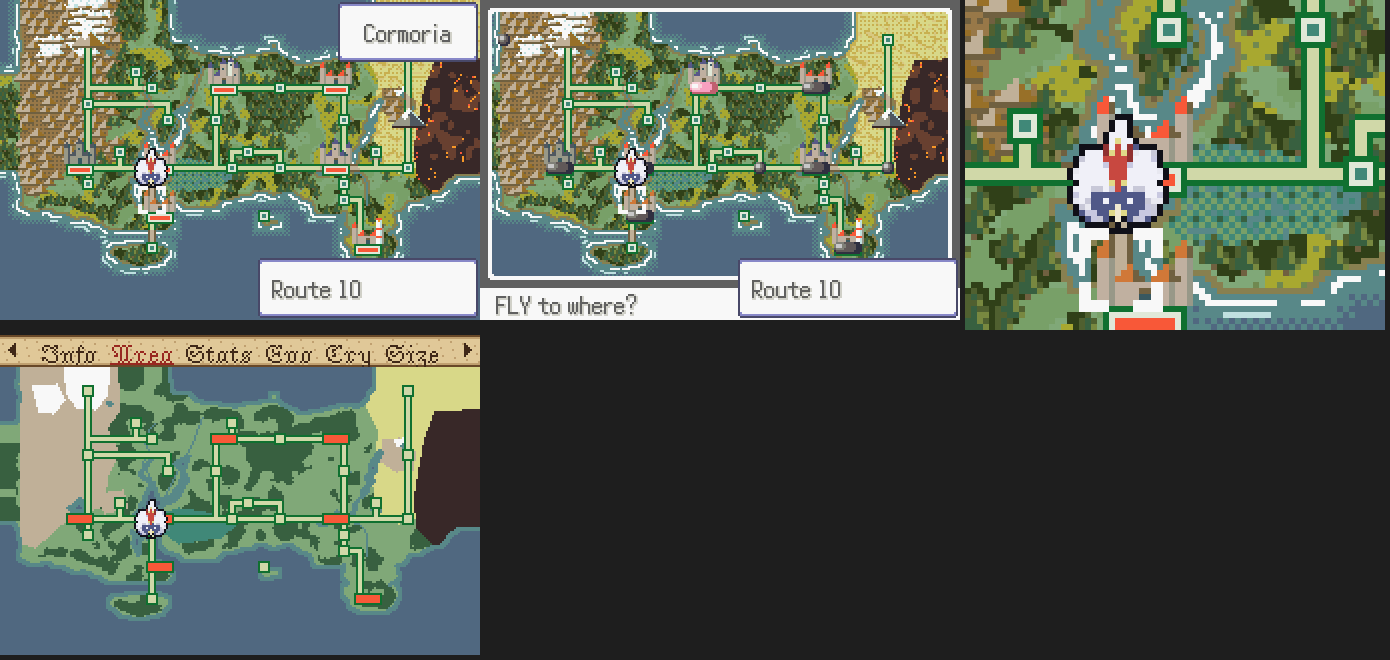 Cormoria
Route 10
FLY to where?
Route 10
Info Area Stats Evo Cry Size